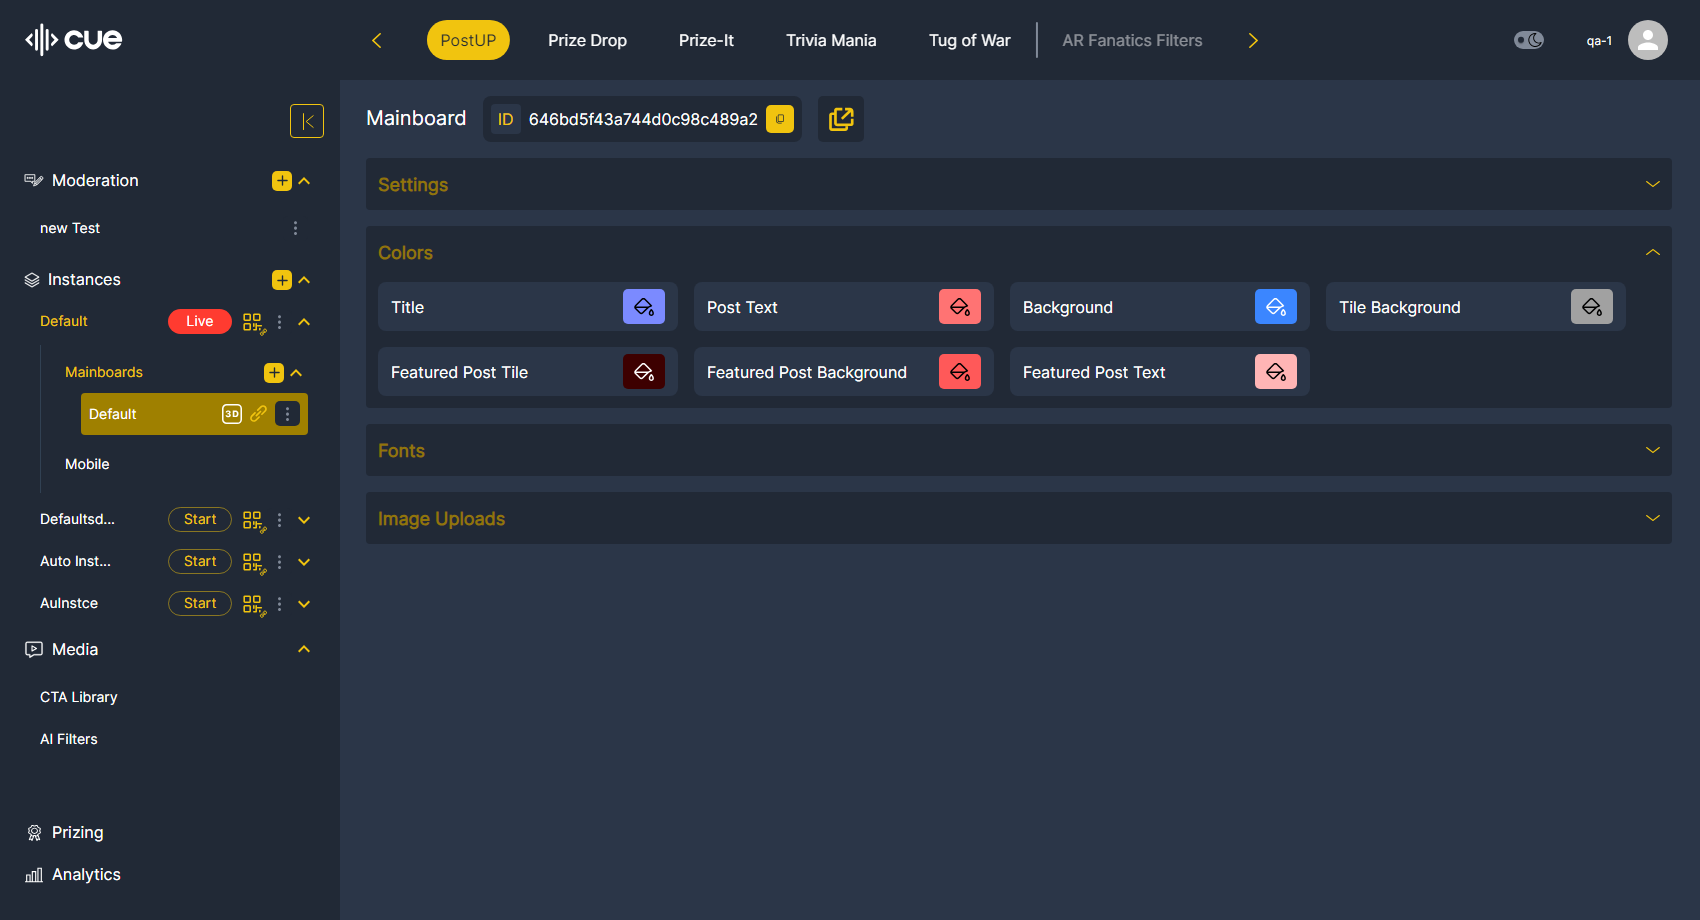 cue
PostUP
Prize Drop
Prize-It
Trivia Mania
Tug of War
AR Fanatics Filters
qa-1
Mainboard
ID 646bd5f43a744d0c98c489a2
Moderation
new Test
Instances
Default Live
Mainboards
Default 3D
Mobile
Defaultsd... Start
Auto Inst... Start
AuInstce Start
Media
CTA Library
AI Filters
Prizing
Analytics
Settings
Colors
Title
Post Text
Background
Tile Background
Featured Post Tile
Featured Post Background
Featured Post Text
Fonts
Image Uploads